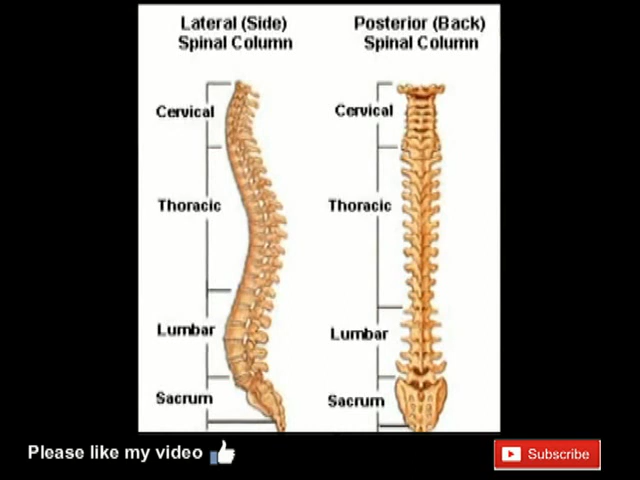 Lateral (Side)
Spinal Column
Cervical
Thoracic
Lumbar
Sacrum
Posterior (Back)
Spinal Column
Cervical
Thoracic
Lumbar
Sacrum
Please like my video
Subscribe